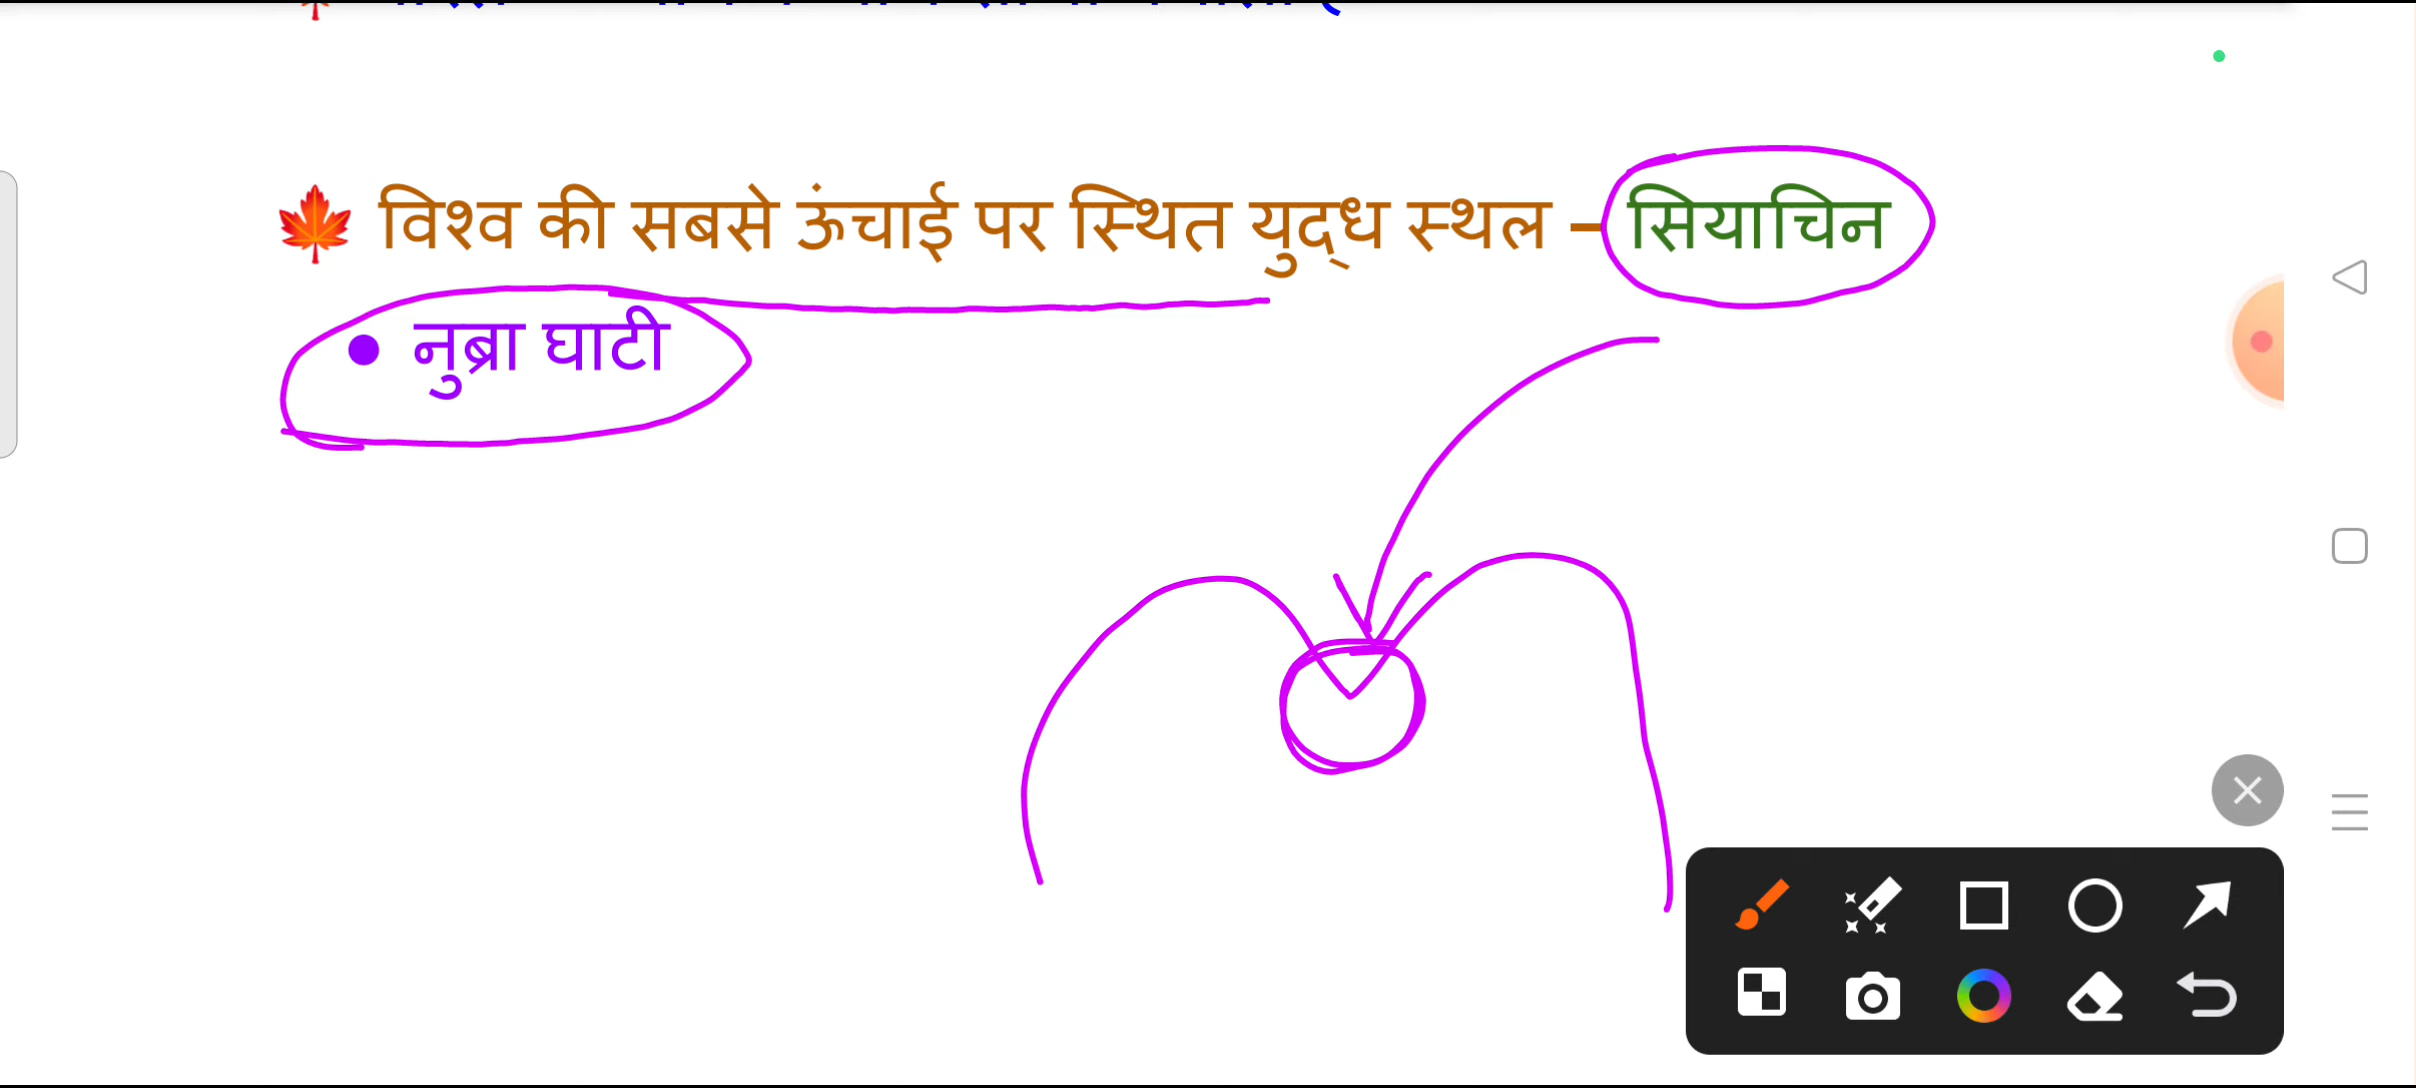 🍁 विश्व की सबसे ऊंचाई पर स्थित युद्ध स्थल – सियाचिन
• नुब्रा घाटी